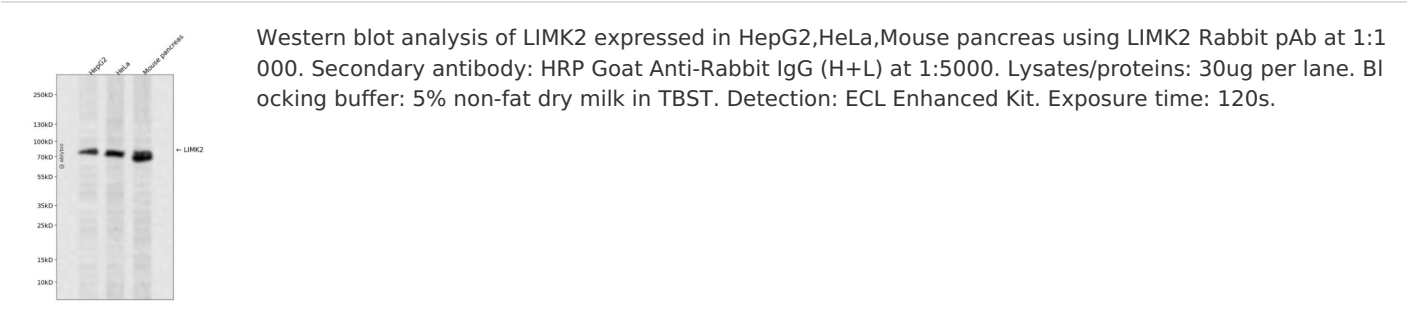 Western blot analysis of LIMK2 expressed in HepG2,HeLa,Mouse pancreas using LIMK2 Rabbit pAb at 1:1
000. Secondary antibody: HRP Goat Anti-Rabbit IgG (H+L) at 1:5000. Lysates/proteins: 30ug per lane. Bl
ocking buffer: 5% non-fat dry milk in TBST. Detection: ECL Enhanced Kit. Exposure time: 120s.
HepG2
HeLa
Mouse pancreas
250kD
130kD
100kD
70kD
55kD
35kD
25kD
15kD
10kD
← LIMK2